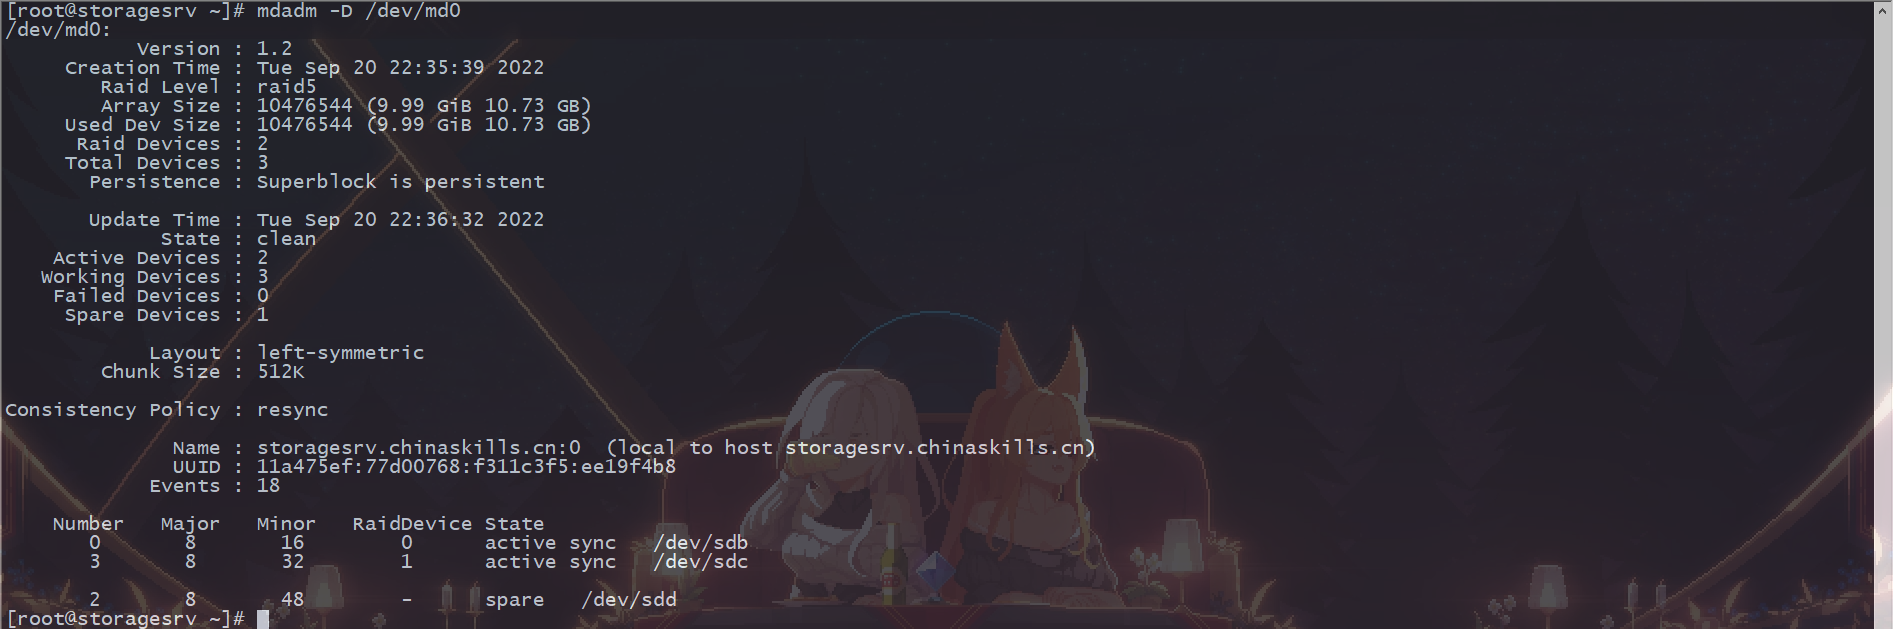 [root@storagesrv ~]# mdadm -D /dev/md0
/dev/md0:
Version : 1.2
Creation Time : Tue Sep 20 22:35:39 2022
Raid Level : raid5
Array Size : 10476544 (9.99 GiB 10.73 GB)
Used Dev Size : 10476544 (9.99 GiB 10.73 GB)
Raid Devices : 2
Total Devices : 3
Persistence : Superblock is persistent
Update Time : Tue Sep 20 22:36:32 2022
State : clean
Active Devices : 2
Working Devices : 3
Failed Devices : 0
Spare Devices : 1
Layout : left-symmetric
Chunk Size : 512K
Consistency Policy : resync
Name : storagesrv.chinaskills.cn:0  (local to host storagesrv.chinaskills.cn)
UUID : 11a475ef:77d00768:f311c3f5:ee19f4b8
Events : 18
Number Major Minor RaidDevice State
0 8 16 0 active sync /dev/sdb
3 8 32 1 active sync /dev/sdc
2 8 48 - spare /dev/sdd
[root@storagesrv ~]#